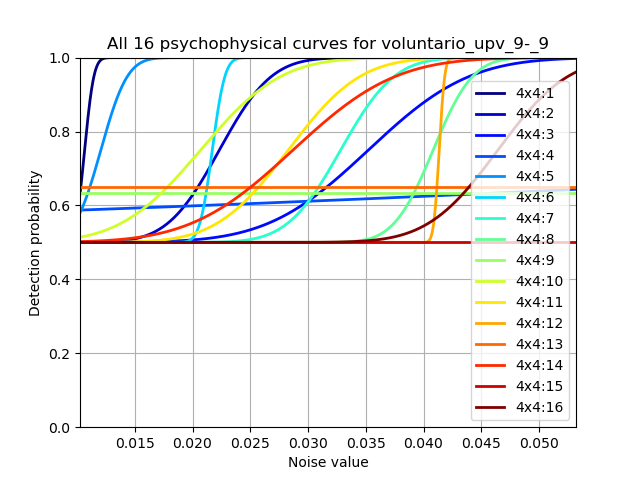 All 16 psychophysical curves for voluntario_upv_9-_9
1.0
0.8
0.6
0.4
0.2
0.0
Detection probability
0.015
0.020
0.025
0.030
0.035
0.040
0.045
0.050
Noise value
4x4:1
4x4:2
4x4:3
4x4:4
4x4:5
4x4:6
4x4:7
4x4:8
4x4:9
4x4:10
4x4:11
4x4:12
4x4:13
4x4:14
4x4:15
4x4:16